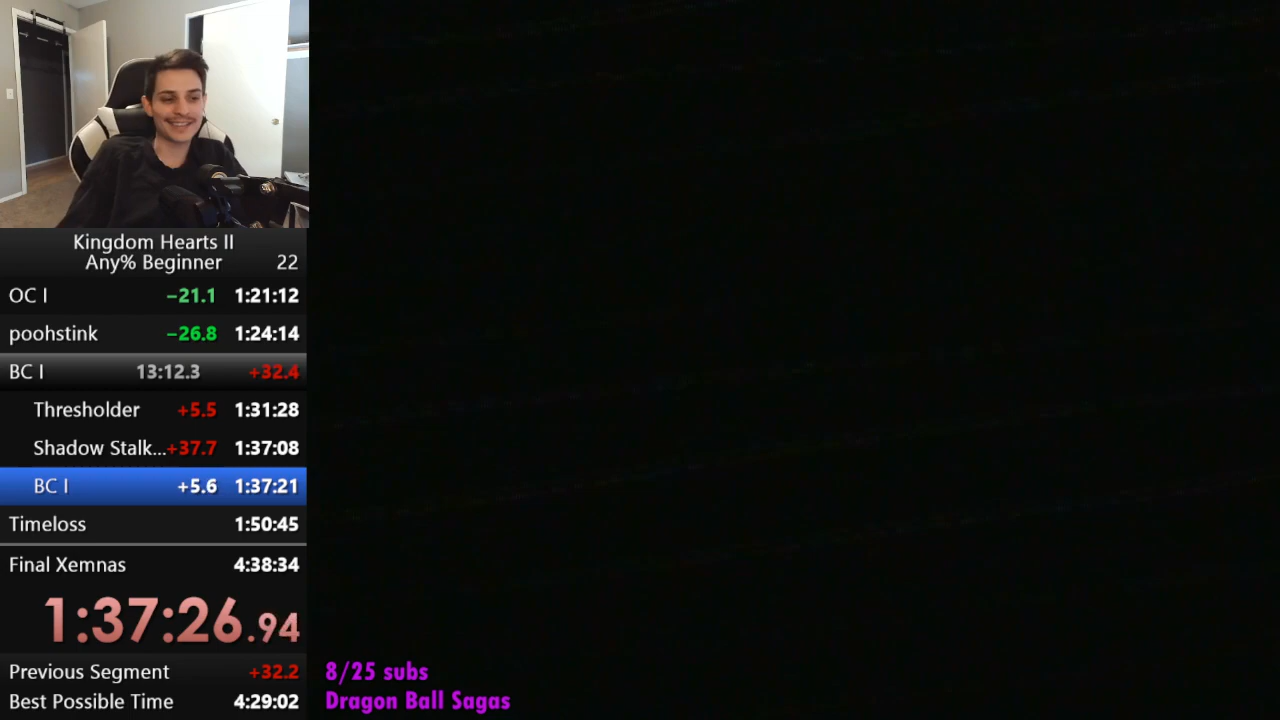 Kingdom Hearts II
Any% Beginner 22
OC I -21.1 1:21:12
poohstink -26.8 1:24:14
BC I 13:12.3 +32.4
Thresholder +5.5 1:31:28
Shadow Stalk... +37.7 1:37:08
BC I +5.6 1:37:21
Timeloss 1:50:45
Final Xemnas 4:38:34
1:37:26.94
Previous Segment +32.2
Best Possible Time 4:29:02
8/25 subs
Dragon Ball Sagas